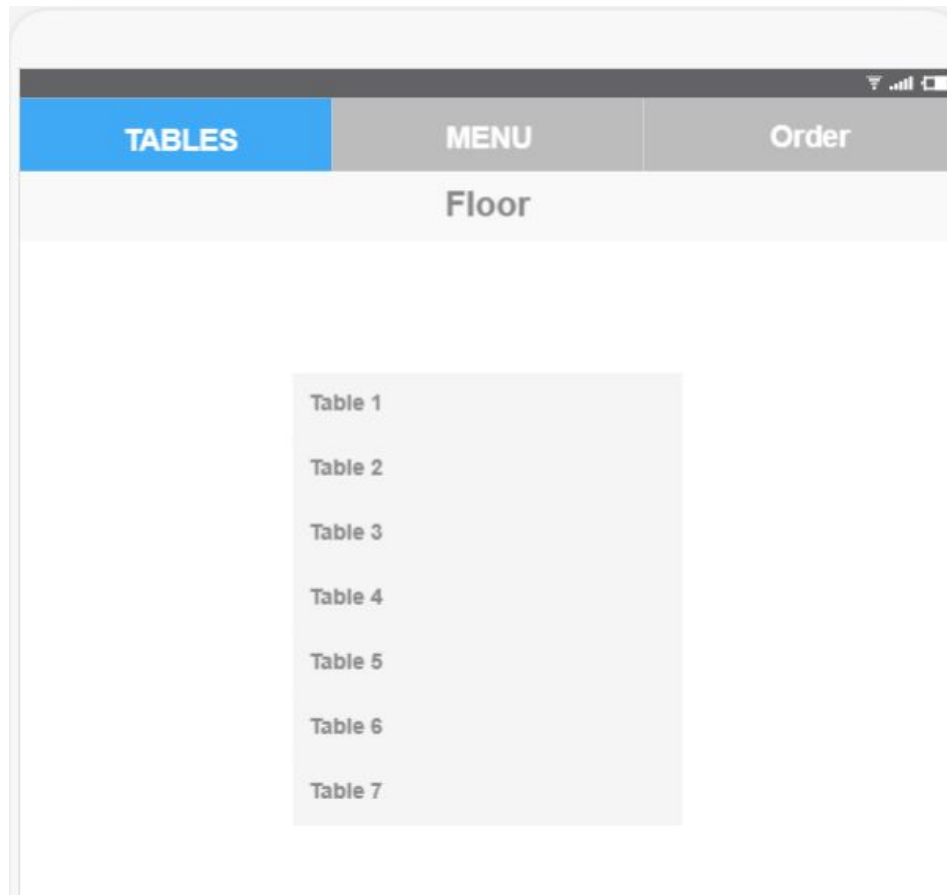 TABLES MENU Order
Floor
Table 1
Table 2
Table 3
Table 4
Table 5
Table 6
Table 7